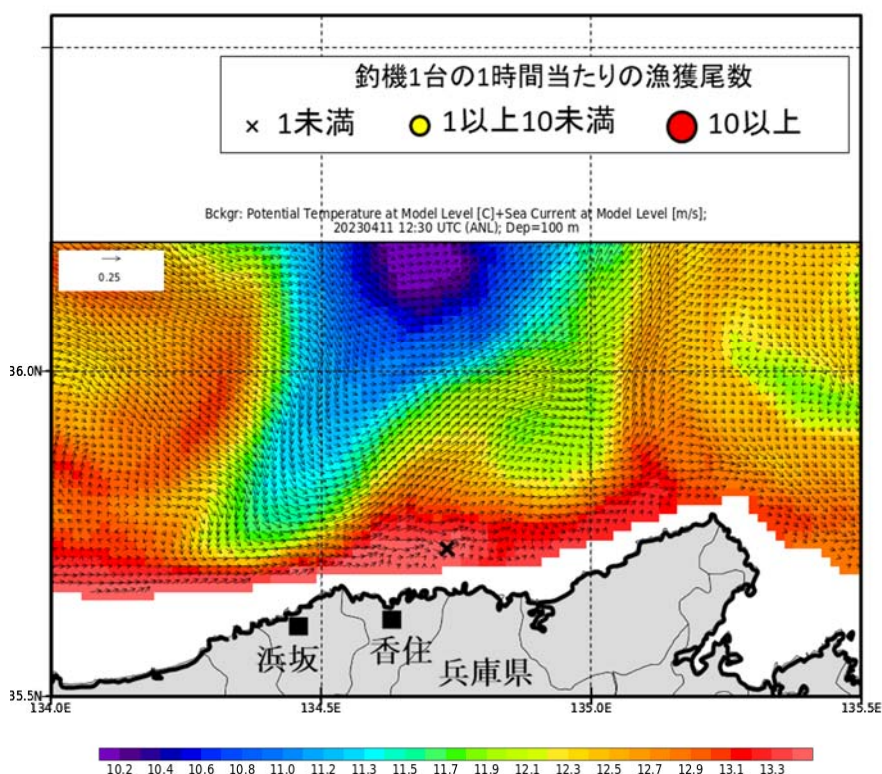 釣機1台の1時間当たりの漁獲尾数
× 1未満 1以上10未満 10以上
Bckgr: Potential Temperature at Model Level [C]+Sea Current at Model Level [m/s];
20230411 12:30 UTC (ANL); Dep=100 m
0.25
36.0N
浜坂 香住 兵庫県
35.5N
134.0E 134.5E 135.0E 135.5E
10.2 10.4 10.6 10.8 11.0 11.2 11.3 11.5 11.7 11.9 12.1 12.3 12.5 12.7 12.9 13.1 13.3